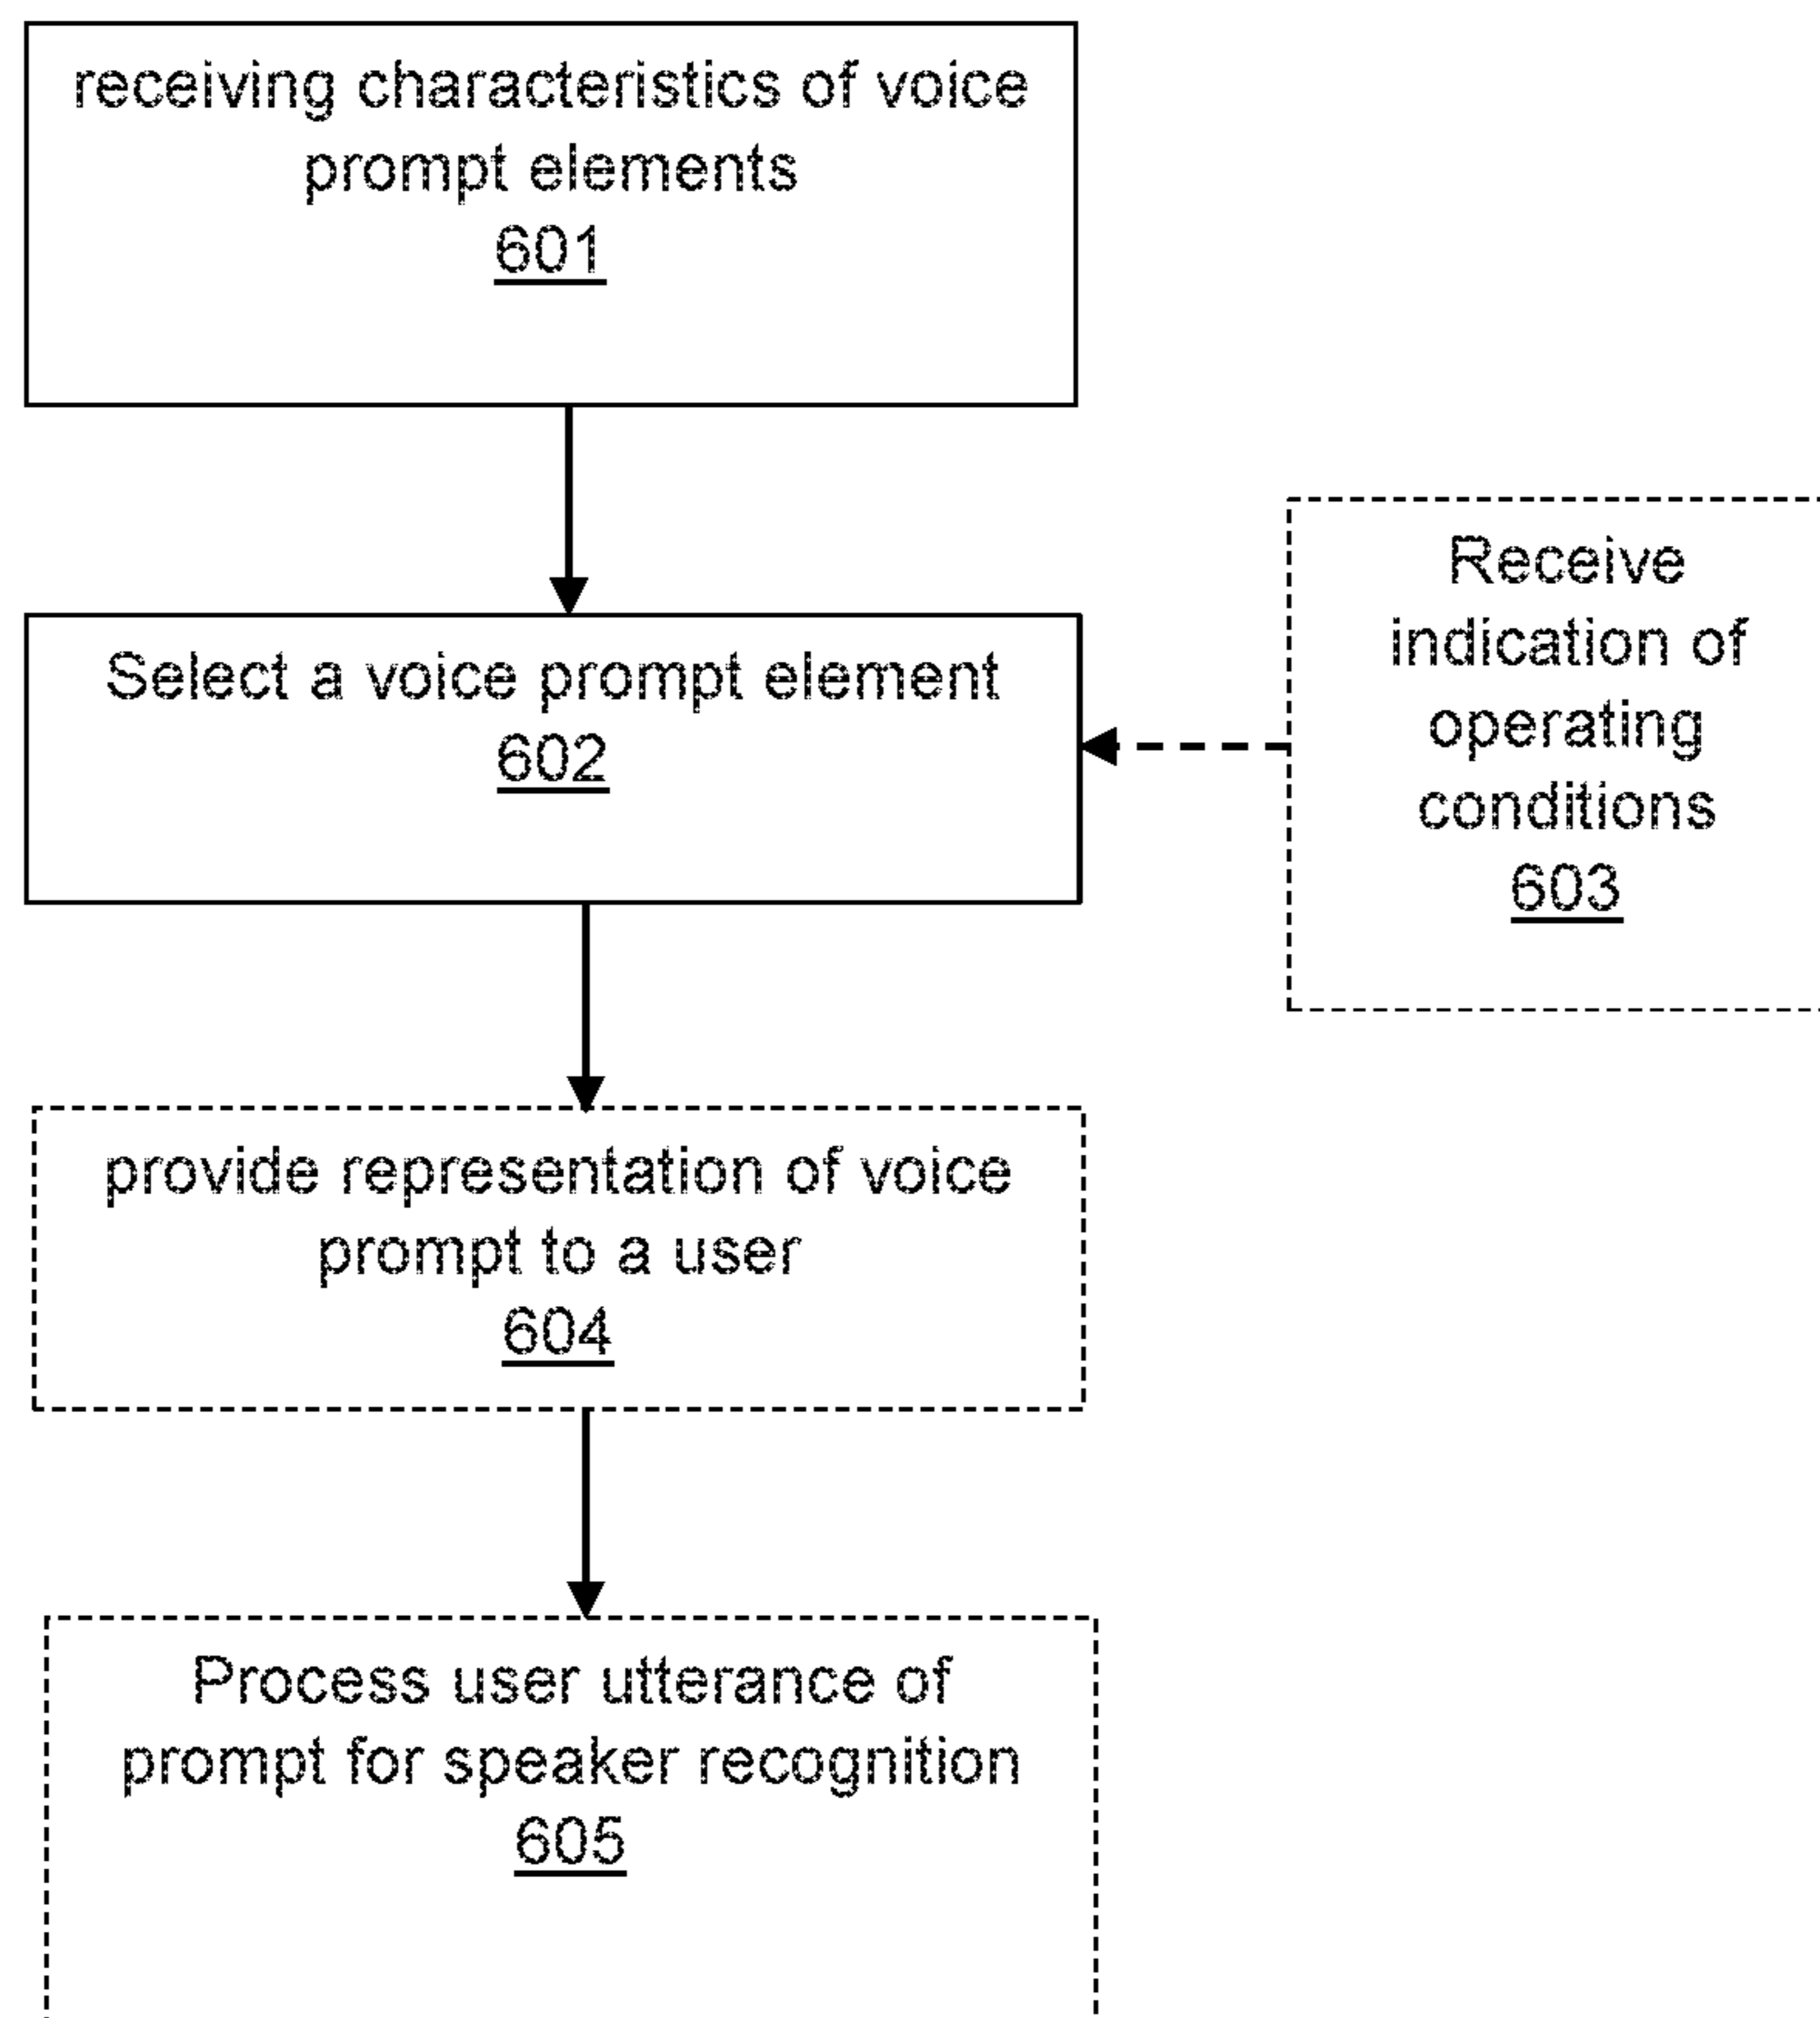 receiving characteristics of voice
prompt elements
601
Select a voice prompt element
602
Receive
indication of
operating
conditions
603
provide representation of voice
prompt to a user
604
Process user utterance of
prompt for speaker recognition
605